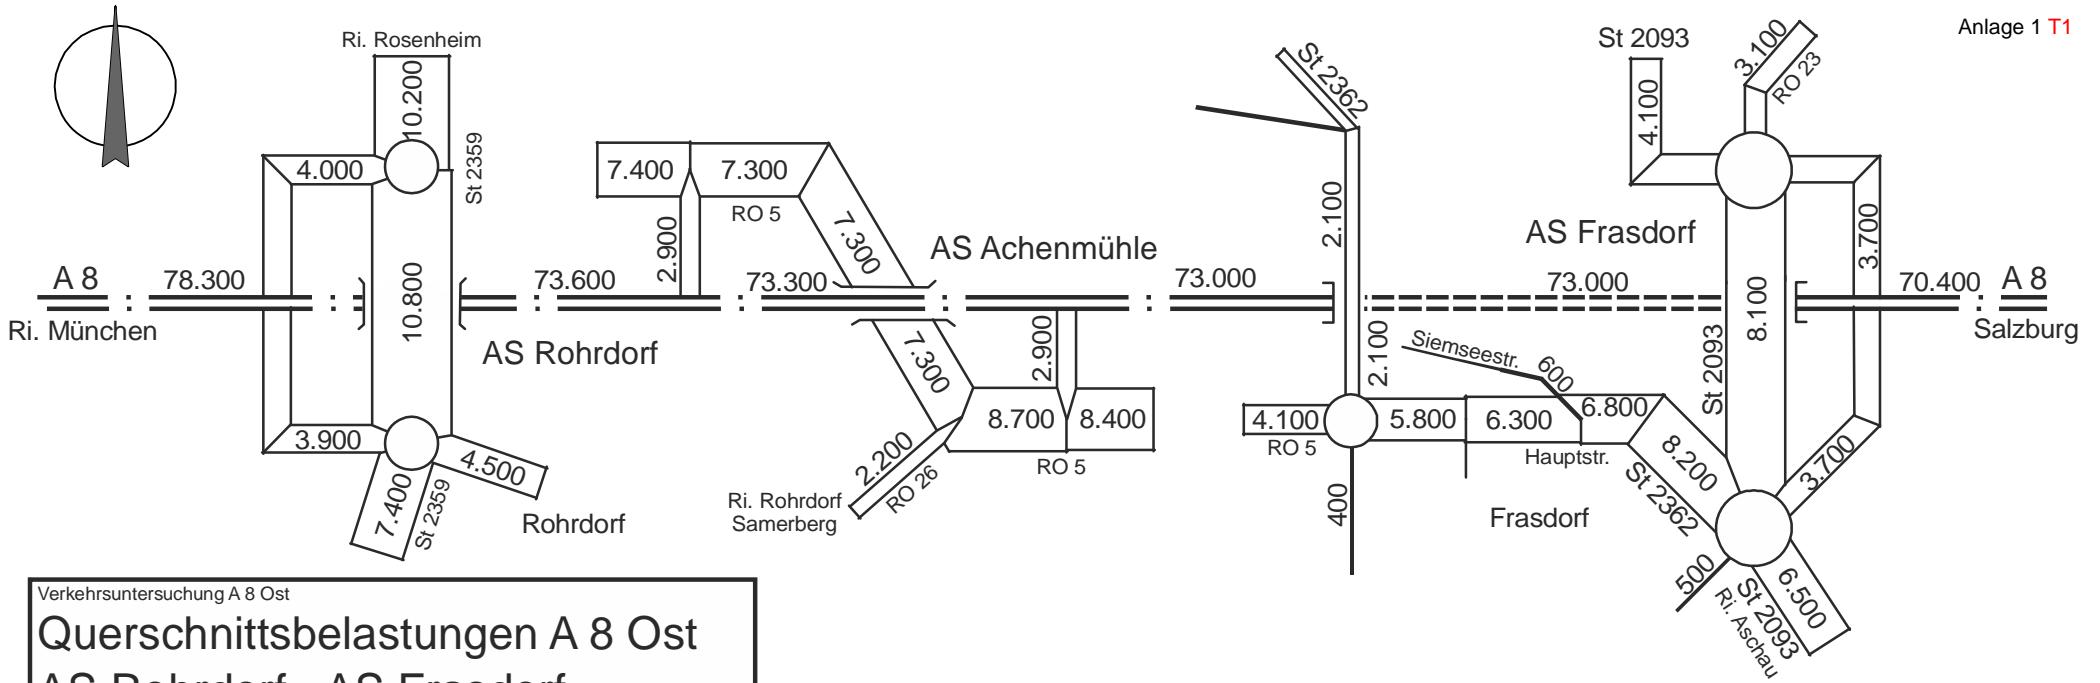 Anlage 1 T1
Ri. Rosenheim
10.200
St 2359
4.000
10.800
3.900
4.500
7.400
St 2359
Rohrdorf
A 8
78.300
Ri. München
AS Rohrdorf
73.600
7.400
7.300
RO 5
2.900
7.300
73.300
AS Achenmühle
7.300
2.900
8.700
8.400
RO 5
2.200
RO 26
Ri. Rohrdorf
Samerberg
73.000
St 2362
2.100
2.100
4.100
RO 5
400
5.800
6.300
6.800
Hauptstr.
Siemseestr.
600
Frasdorf
73.000
AS Frasdorf
St 2093
4.100
3.100
RO 23
3.700
8.100
St 2093
70.400
A 8
Salzburg
3.700
8.200
St 2362
500
6.500
St 2093
Ri. Aschau
Verkehrsuntersuchung A 8 Ost
Querschnittsbelastungen A 8 Ost
AS Rohrdorf - AS Frasdorf